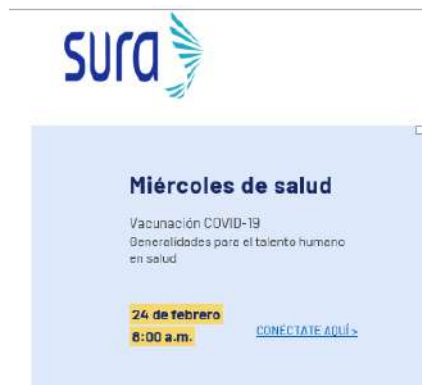 sura
Miércoles de salud
Vacunación COVID-19
Generalidades para el talento humano
en salud
24 de febrero
8:00 a.m.
CONÉCTATE AQUÍ >